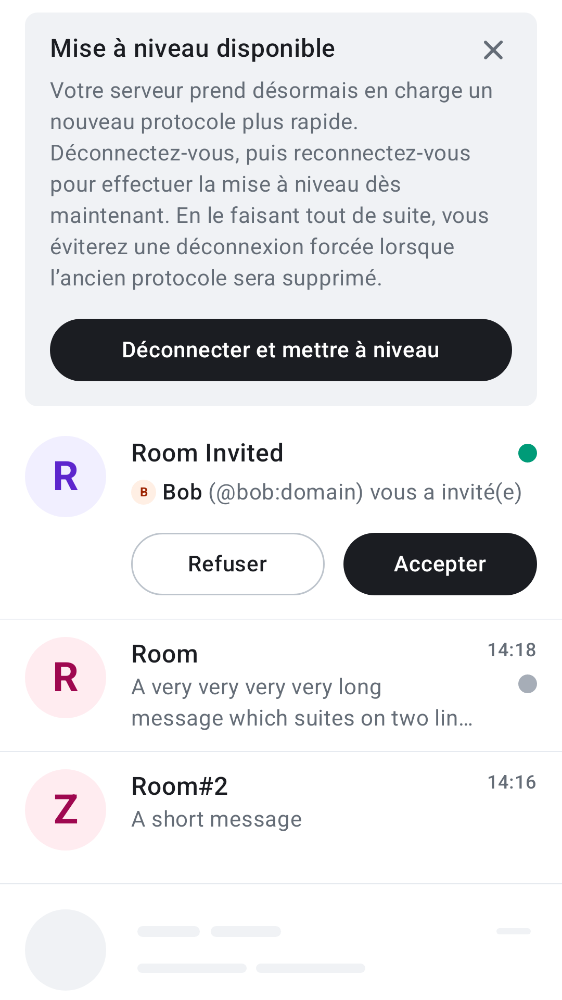 Mise à niveau disponible
Votre serveur prend désormais en charge un
nouveau protocole plus rapide.
Déconnectez-vous, puis reconnectez-vous
pour effectuer la mise à niveau dès
maintenant. En le faisant tout de suite, vous
éviterez une déconnexion forcée lorsque
l’ancien protocole sera supprimé.
Déconnecter et mettre à niveau
R
Room Invited
B Bob (@bob:domain) vous a invité(e)
Refuser
Accepter
R
Room
14:18
A very very very very long
message which suites on two lin…
Z
Room#2
14:16
A short message